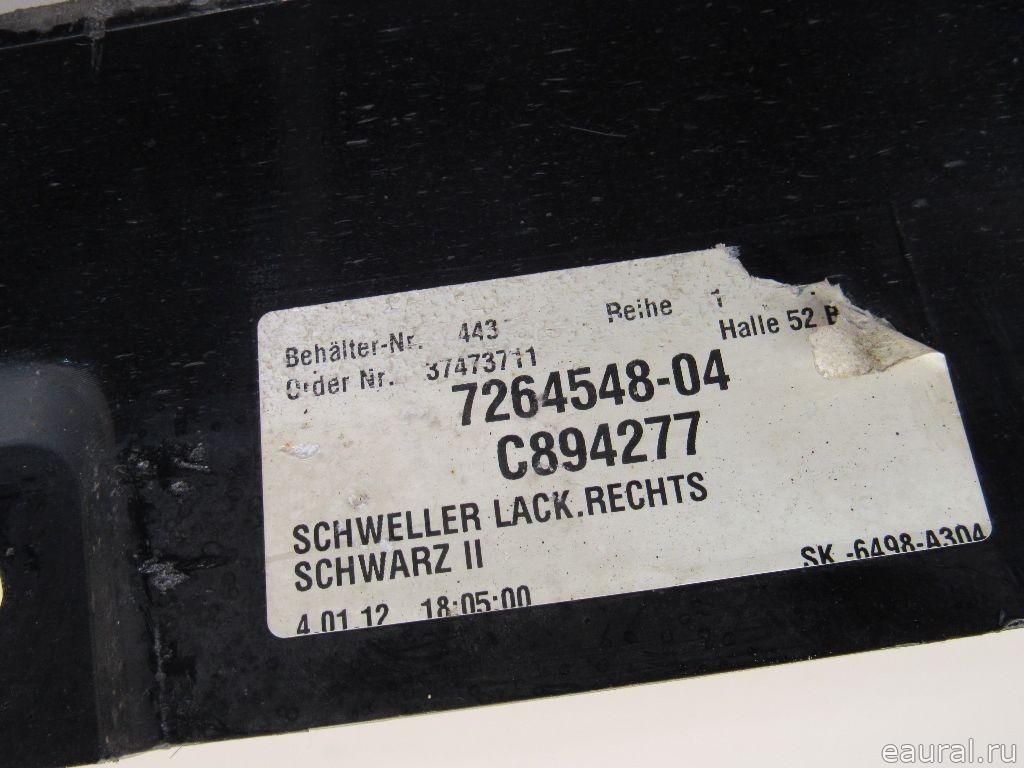 Behälter-Nr. 443 Reihe 1
Order Nr. 37473711 Halle 52
7264548-04
C894277
SCHWELLER LACK.RECHTS
SCHWARZ II
4.01.12 18:05:00 SK -6498-A304
eaural.ru